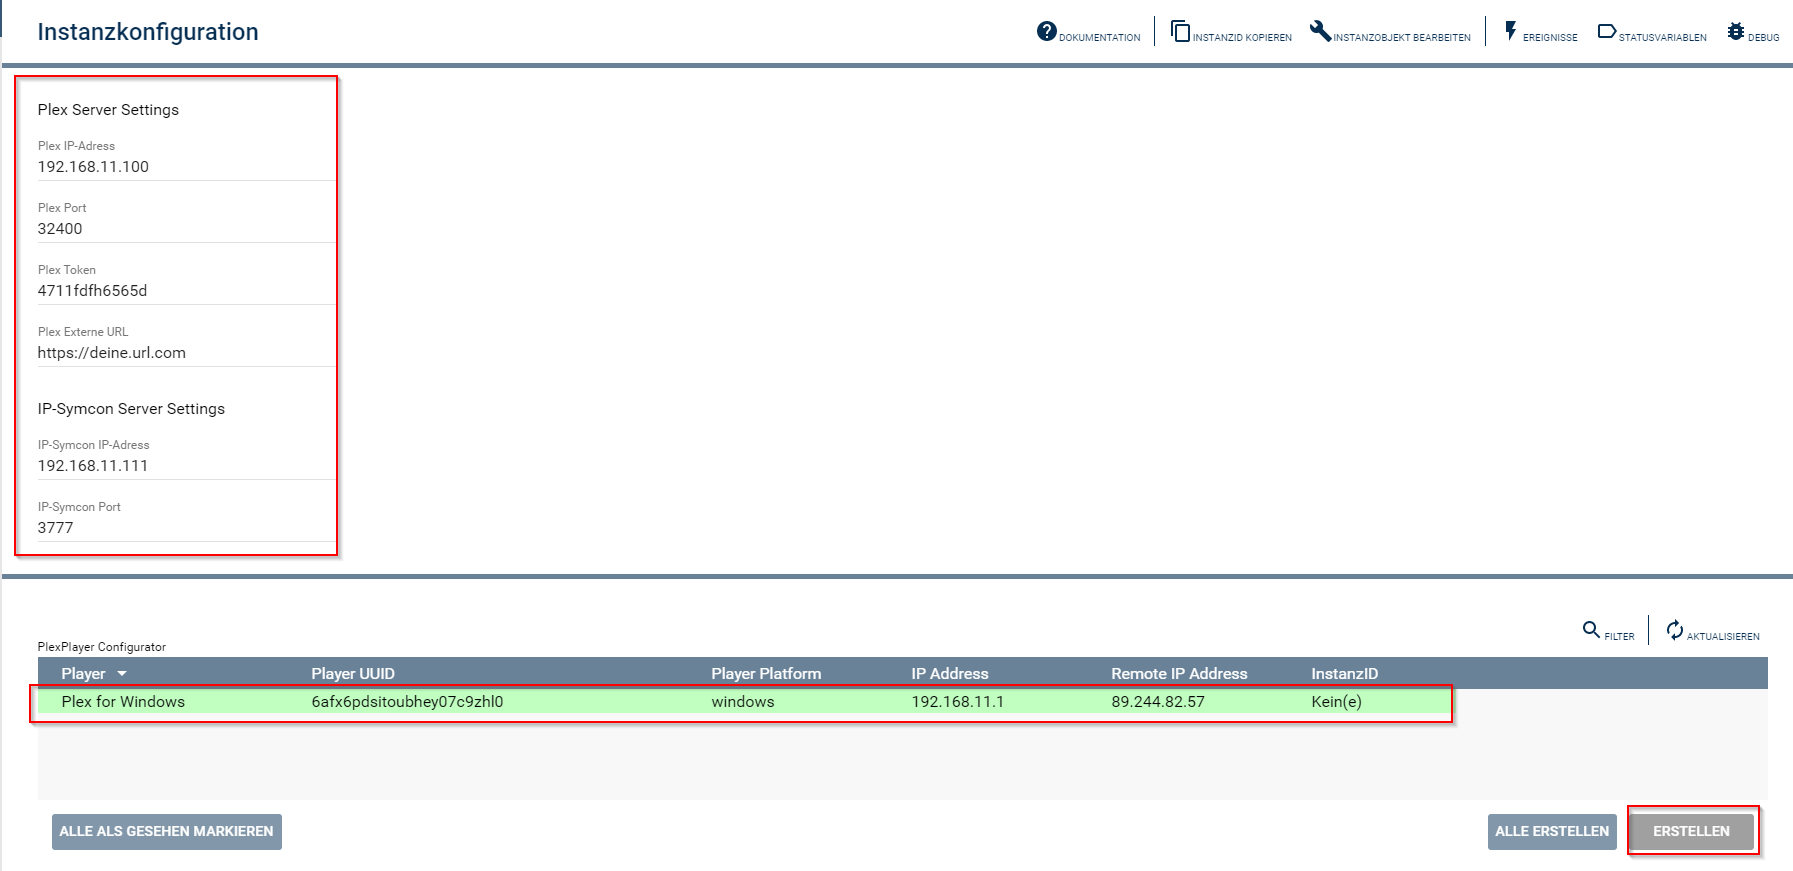 Instanzkonfiguration
DOKUMENTATION
INSTANZID KOPIEREN
INSTANZOBJEKT BEARBEITEN
EREIGNISSE
STATUSVARIABLEN
DEBUG
Plex Server Settings
Plex IP-Adress
192.168.11.100
Plex Port
32400
Plex Token
4711fdfh6565d
Plex Externe URL
https://deine.url.com
IP-Symcon Server Settings
IP-Symcon IP-Adress
192.168.11.111
IP-Symcon Port
3777
FILTER
AKTUALISIEREN
PlexPlayer Configurator
Player Player UUID Player Platform IP Address Remote IP Address InstanzID
Plex for Windows 6afx6pdsitoubhey07c9zhl0 windows 192.168.11.1 89.244.82.57 Kein(e)
ALLE ALS GESEHEN MARKIEREN
ALLE ERSTELLEN
ERSTELLEN